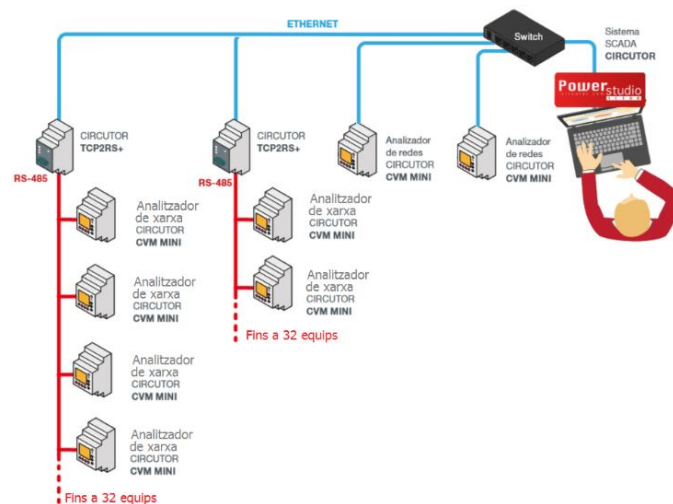 ETHERNET
Switch
Sistema
SCADA
CIRCUTOR
Power
studio
SCADA
CIRCUTOR
TCP2RS+
RS-485
CIRCUTOR
TCP2RS+
RS-485
Analizador
de redes
CIRCUTOR
CVM MINI
Analizador
de redes
CIRCUTOR
CVM MINI
Analitzador
de xarxa
CIRCUTOR
CVM MINI
Analitzador
de xarxa
CIRCUTOR
CVM MINI
Analitzador
de xarxa
CIRCUTOR
CVM MINI
Analitzador
de xarxa
CIRCUTOR
CVM MINI
Fins a 32 equips
Analitzador
de xarxa
CIRCUTOR
CVM MINI
Analitzador
de xarxa
CIRCUTOR
CVM MINI
Fins a 32 equips